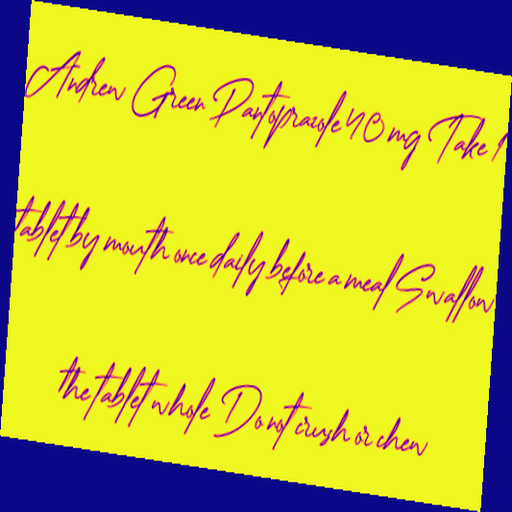 Andrew Green Pantoprazole 40 mg Take 1
tablet by mouth once daily before a meal Swallow
the tablet whole Do not crush or chew